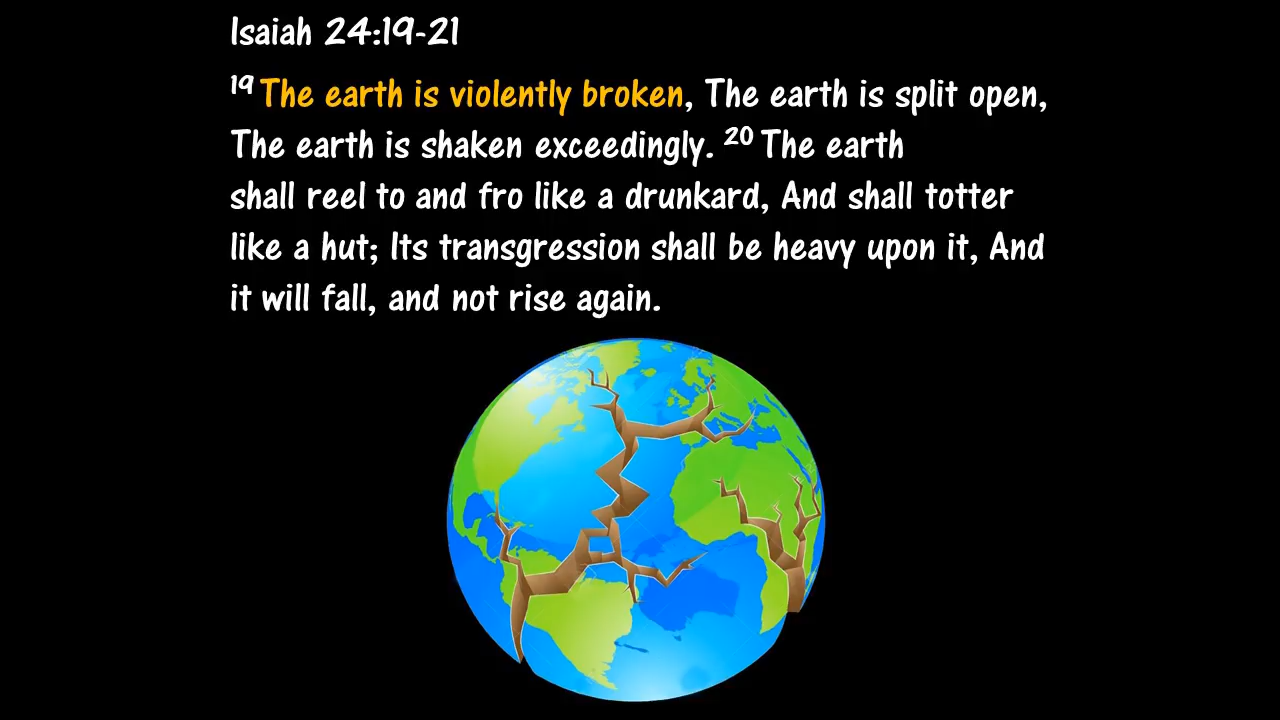 Isaiah 24:19-21
19 The earth is violently broken, The earth is split open,
The earth is shaken exceedingly. 20 The earth
shall reel to and fro like a drunkard, And shall totter
like a hut; Its transgression shall be heavy upon it, And
it will fall, and not rise again.